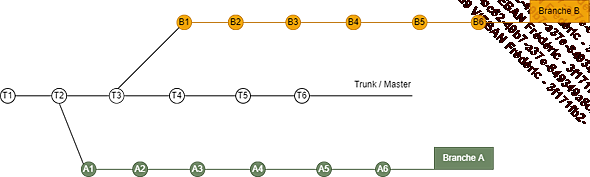 B1 B2 B3 B4 B5 B6 Branche B
Trunk / Master
T1 T2 T3 T4 T5 T6
A1 A2 A3 A4 A5 A6 Branche A